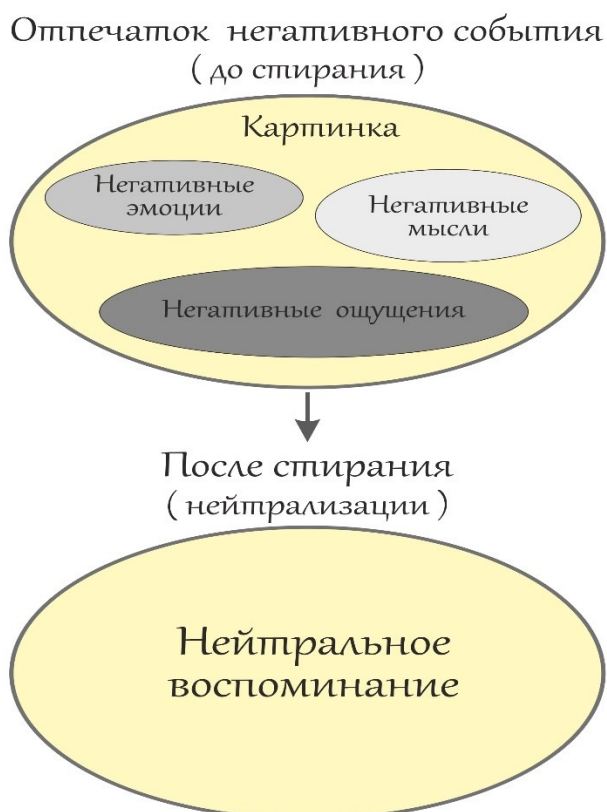 Отпечаток негативного события
( до стирания )
Картинка
Негативные
эмоции
Негативные
мысли
Негативные ощущения
После стирания
( нейтрализации )
Нейтральное
воспоминание